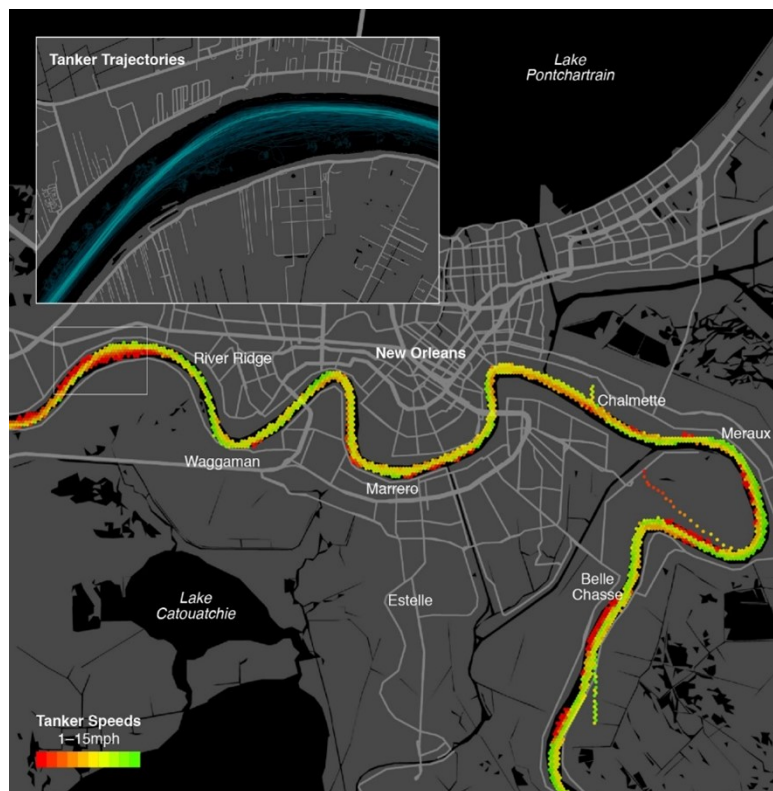 Tanker Trajectories
Lake
Pontchartrain
River Ridge
New Orleans
Chalmette
Meraux
Waggaman
Marrero
Belle
Chasse
Estelle
Lake
Catouatchie
Tanker Speeds
1–15mph